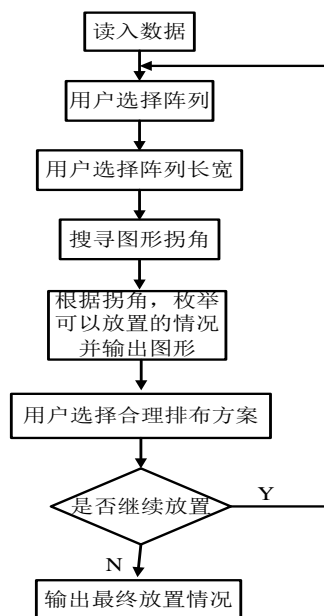 读入数据
用户选择阵列
用户选择阵列长宽
搜寻图形拐角
根据拐角，枚举
可以放置的情况
并输出图形
用户选择合理排布方案
是否继续放置
Y
N
输出最终放置情况